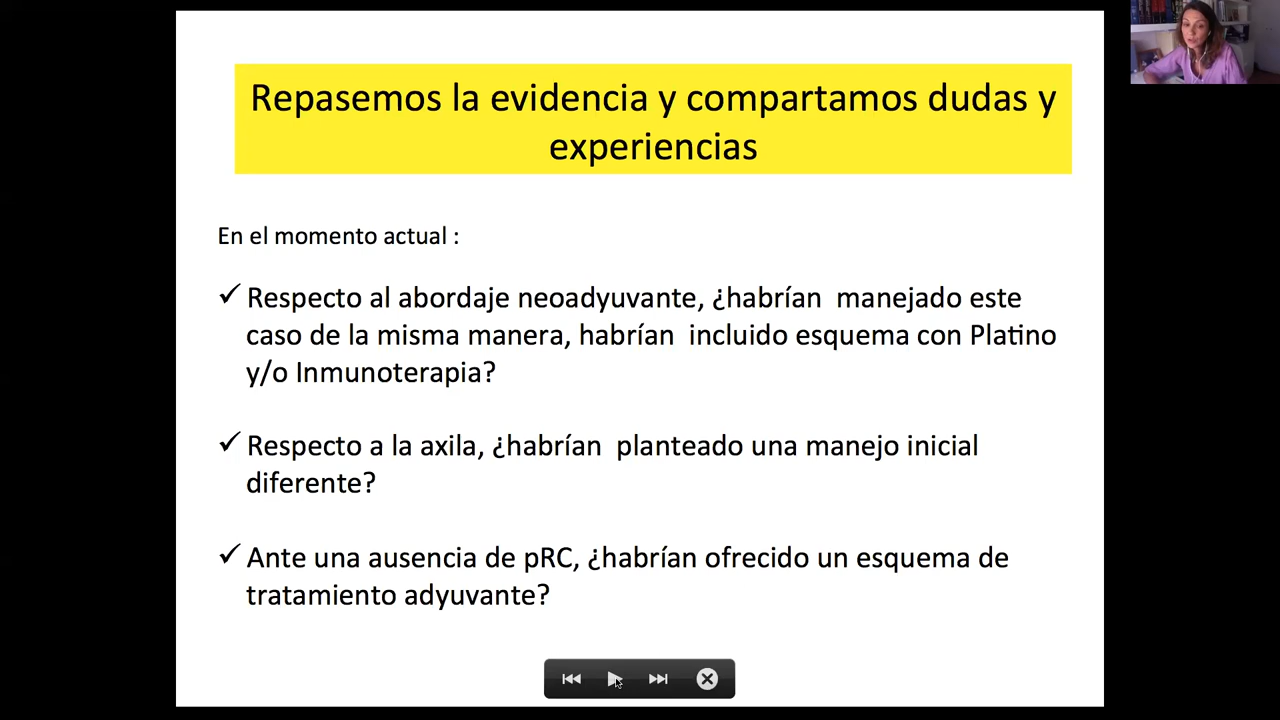 Repasemos la evidencia y compartamos dudas y
experiencias
En el momento actual :
✓ Respecto al abordaje neoadyuvante, ¿habrían manejado este
caso de la misma manera, habrían incluido esquema con Platino
y/o Inmunoterapia?
✓ Respecto a la axila, ¿habrían planteado una manejo inicial
diferente?
✓ Ante una ausencia de pRC, ¿habrían ofrecido un esquema de
tratamiento adyuvante?